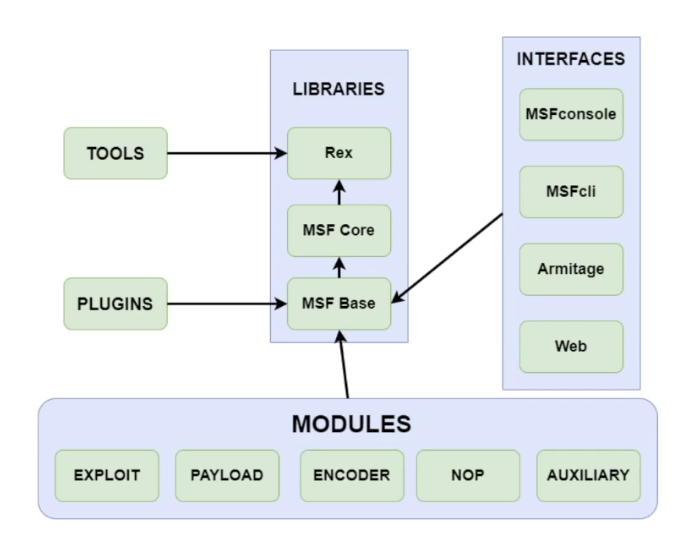 LIBRARIES
INTERFACES
TOOLS
Rex
MSFconsole
MSF Core
MSFcli
PLUGINS
MSF Base
Armitage
Web
MODULES
EXPLOIT
PAYLOAD
ENCODER
NOP
AUXILIARY